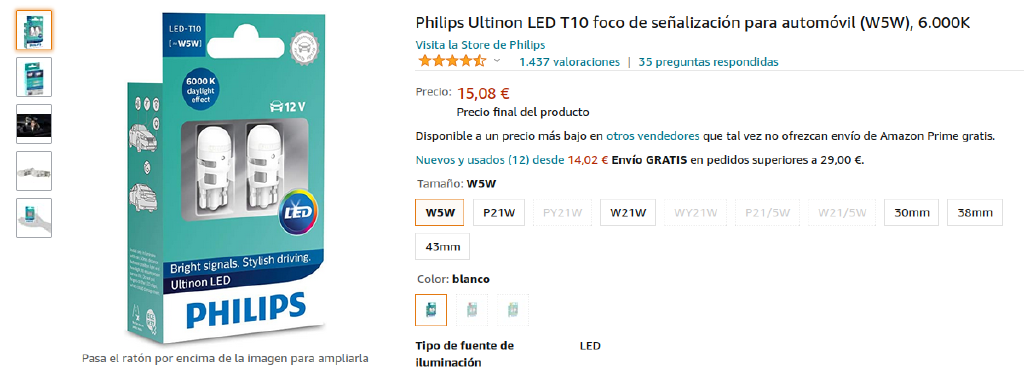 LED-T10
[~W5W]
6000 K
daylight
effect
12 V
LED
Bright signals. Stylish driving.
Ultinon LED
PHILIPS
Pasa el ratón por encima de la imagen para ampliarla
Philips Ultinon LED T10 foco de señalización para automóvil (W5W), 6.000K
Visita la Store de Philips
1.437 valoraciones | 35 preguntas respondidas
Precio: 15,08 €
Precio final del producto
Disponible a un precio más bajo en otros vendedores que tal vez no ofrezcan envío de Amazon Prime gratis.
Nuevos y usados (12) desde 14,02 € Envío GRATIS en pedidos superiores a 29,00 €.
Tamaño: W5W
W5W P21W PY21W W21W WY21W P21/5W W21/5W 30mm 38mm
43mm
Color: blanco
Tipo de fuente de LED
iluminación